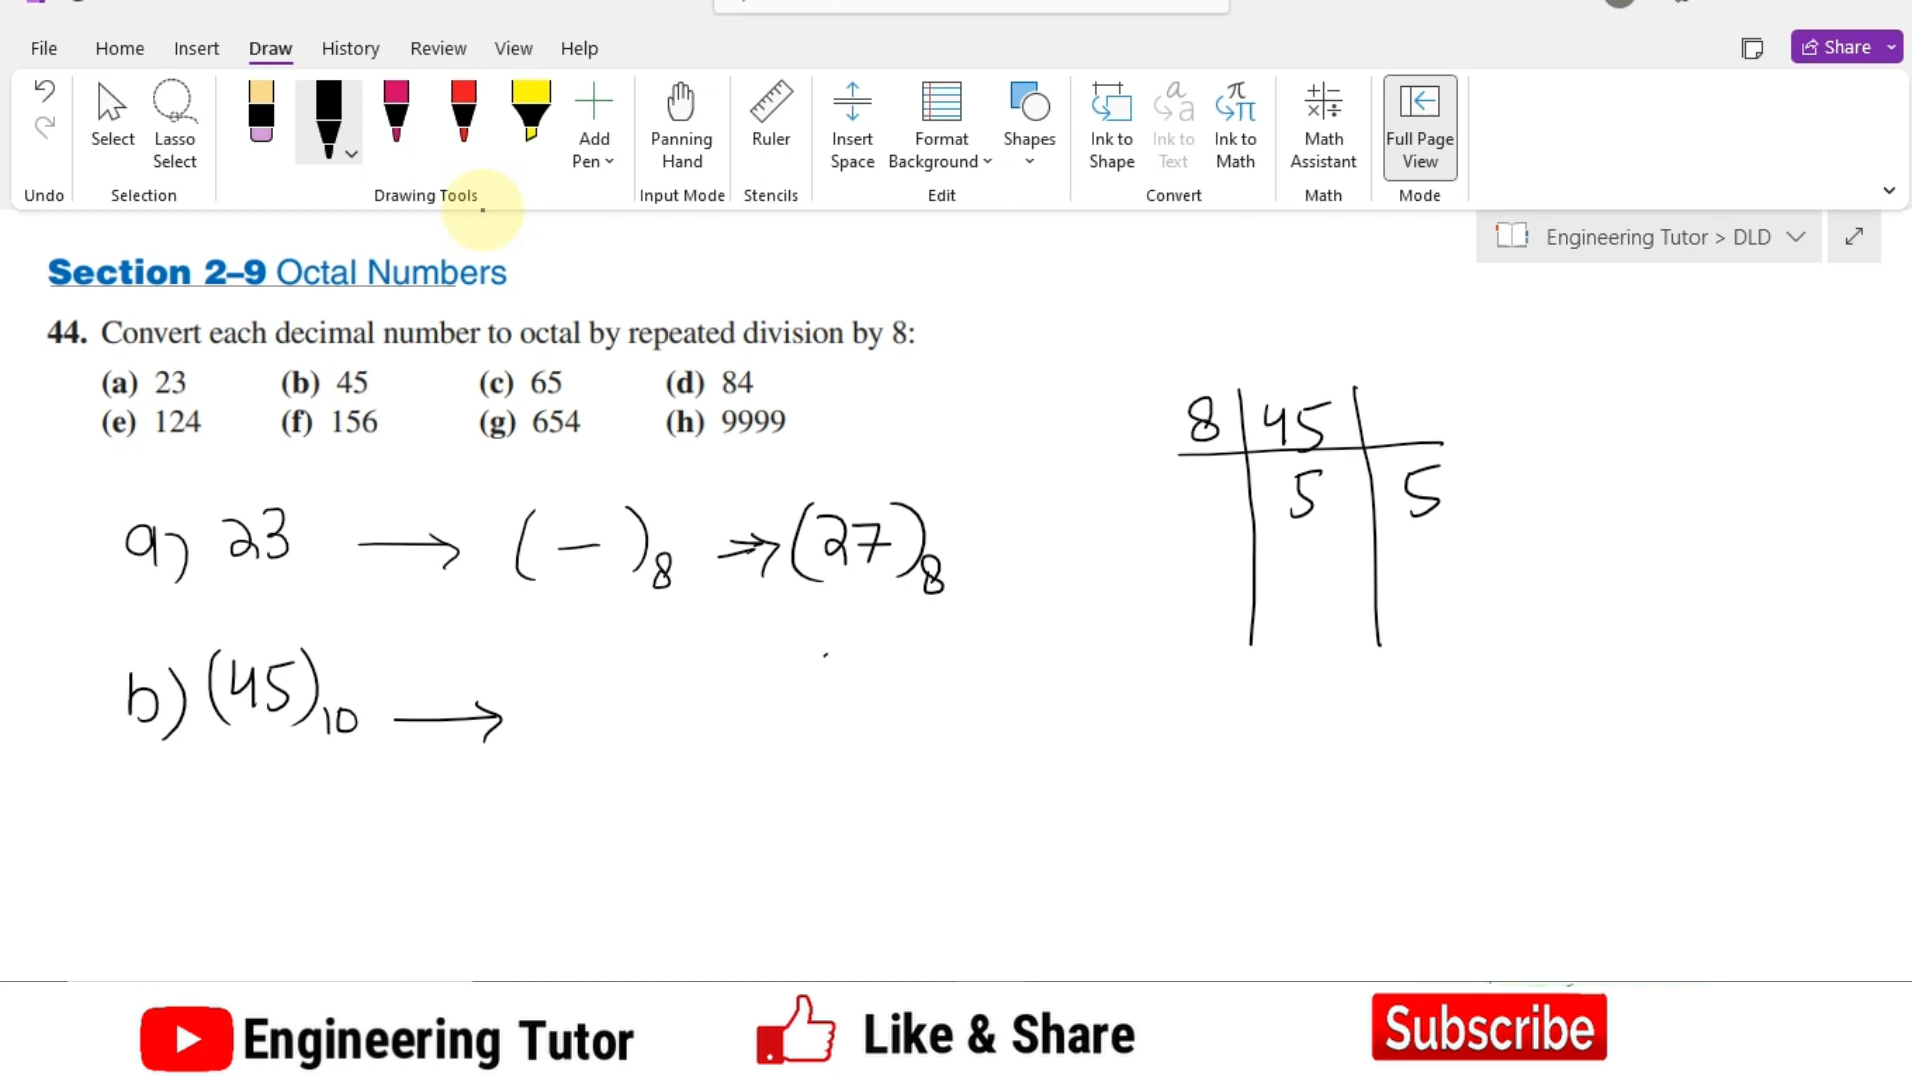 File Home Insert Draw History Review View Help Share
Select Lasso Select Add Pen Panning Hand Ruler Insert Space Format Background Shapes Ink to Shape Ink to Text Ink to Math Math Assistant Full Page View
Undo Selection Drawing Tools Input Mode Stencils Edit Convert Math Mode
Engineering Tutor > DLD
Section 2–9 Octal Numbers
44. Convert each decimal number to octal by repeated division by 8:
(a) 23 (b) 45 (c) 65 (d) 84
(e) 124 (f) 156 (g) 654 (h) 9999
8 45
5 5
a) 23 → ( – )8 →> (27)8
b) (45)10 →
Engineering Tutor Like & Share Subscribe